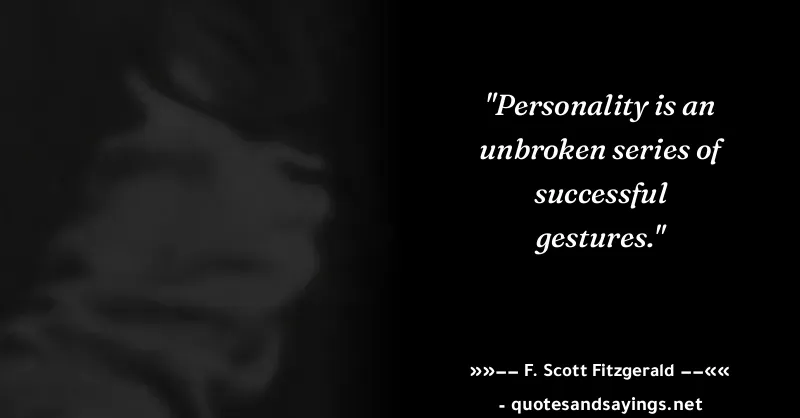 "Personality is an
unbroken series of
successful
gestures."
»»−− F. Scott Fitzgerald −−««
- quotesandsayings.net